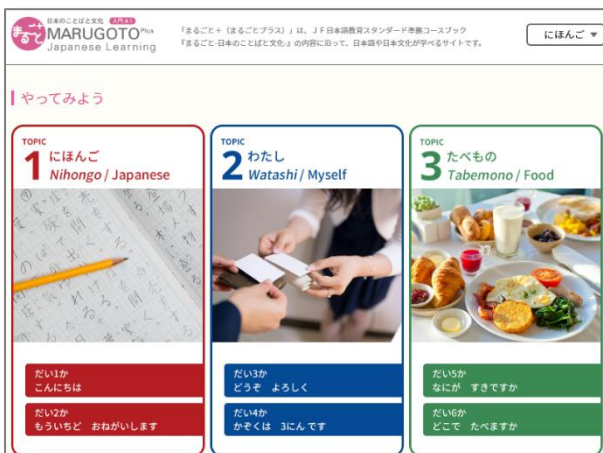 日本のことばと文化 入門 A1
まるごと+
MARUGOTO Plus
Japanese Learning
「まるごと+（まるごとプラス）」は、JF日本語教育スタンダード準拠コースブック
『まるごと 日本のことばと文化』の内容に沿って、日本語や日本文化が学べるサイトです。
にほんご ▼
やってみよう
TOPIC
1 にほんご
Nihongo / Japanese
だい1か
こんにちは
だい2か
もういちど おねがいします
TOPIC
2 わたし
Watashi / Myself
だい3か
どうぞ よろしく
だい4か
かぞくは 3にん です
TOPIC
3 たべもの
Tabemono / Food
だい5か
なにが すきですか
だい6か
どこで たべますか